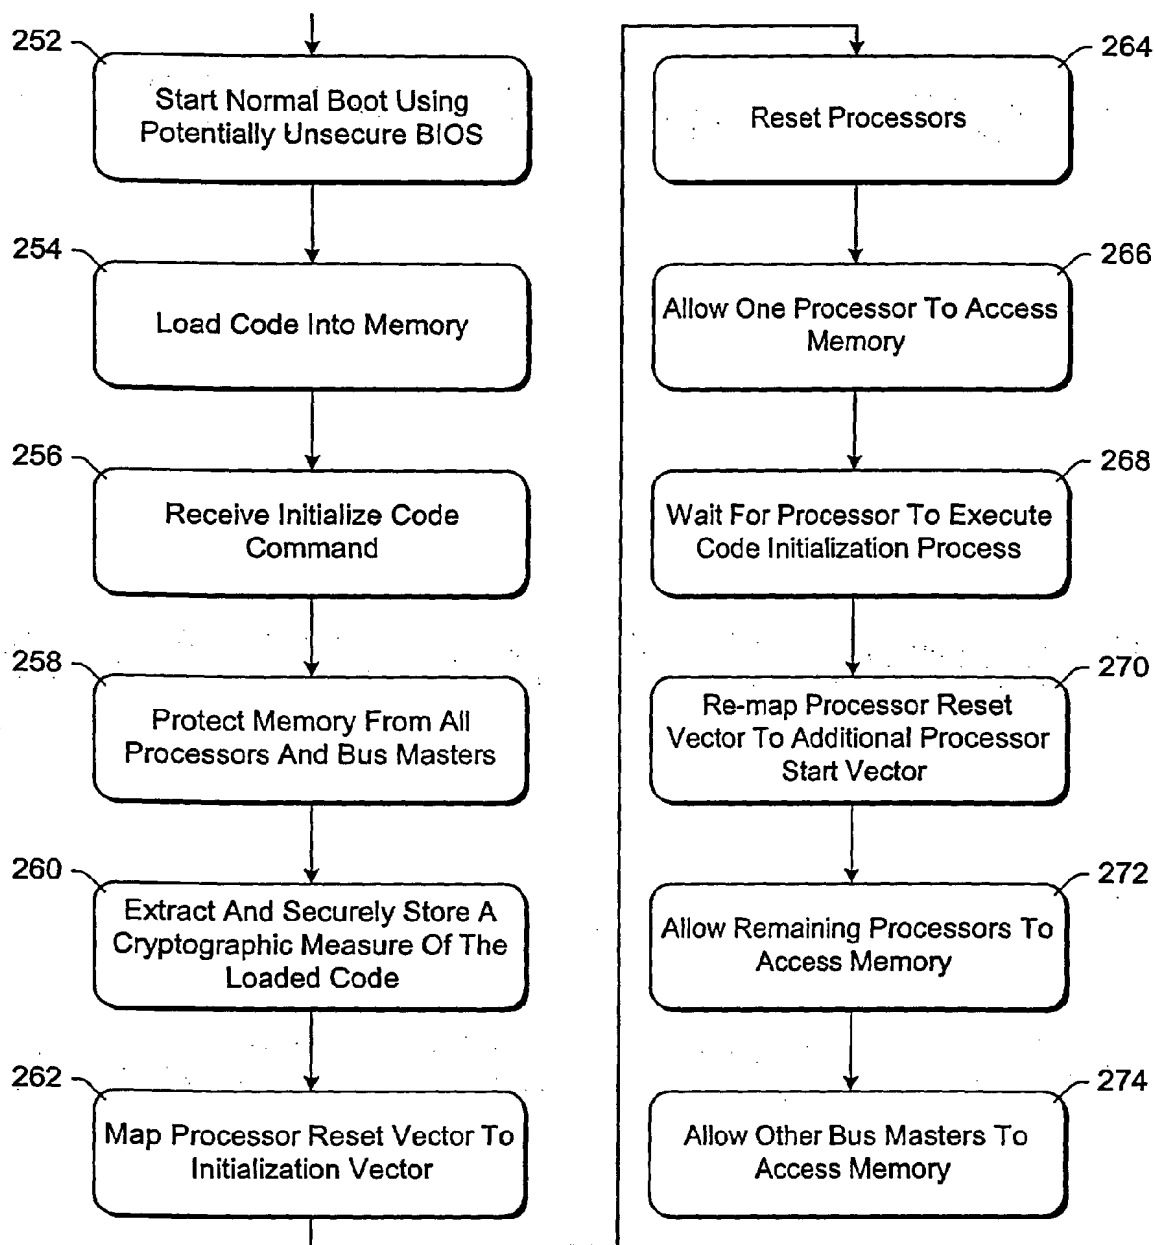 252
Start Normal Boot Using
Potentially Unsecure BIOS
254
Load Code Into Memory
256
Receive Initialize Code
Command
258
Protect Memory From All
Processors And Bus Masters
260
Extract And Securely Store A
Cryptographic Measure Of The
Loaded Code
262
Map Processor Reset Vector To
Initialization Vector
264
Reset Processors
266
Allow One Processor To Access
Memory
268
Wait For Processor To Execute
Code Initialization Process
270
Re-map Processor Reset
Vector To Additional Processor
Start Vector
272
Allow Remaining Processors To
Access Memory
274
Allow Other Bus Masters To
Access Memory